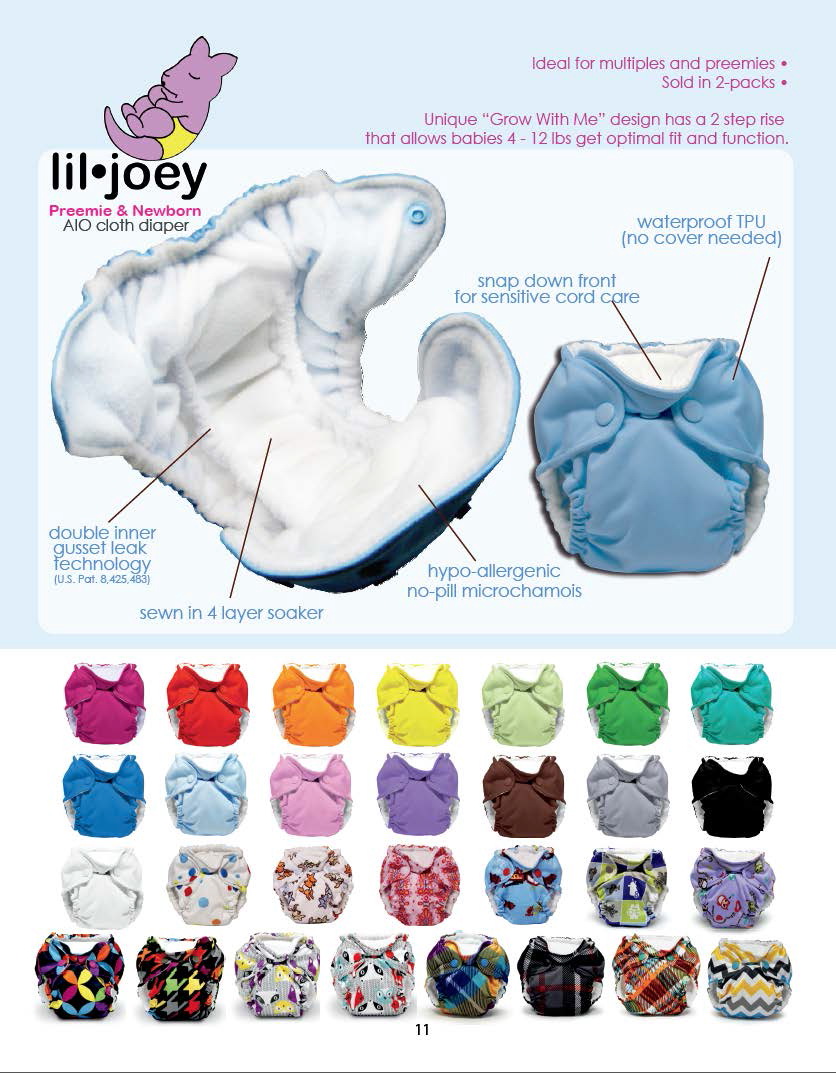 Ideal for multiples and preemies •
Sold in 2-packs •
Unique “Grow With Me” design has a 2 step rise
that allows babies 4 - 12 lbs get optimal fit and function.
lil•joey
Preemie & Newborn
AIO cloth diaper
waterproof TPU
(no cover needed)
snap down front
for sensitive cord care
double inner
gusset leak
technology
(U.S. Pat. 8,425,483)
hypo-allergenic
no-pill microchamois
sewn in 4 layer soaker
11